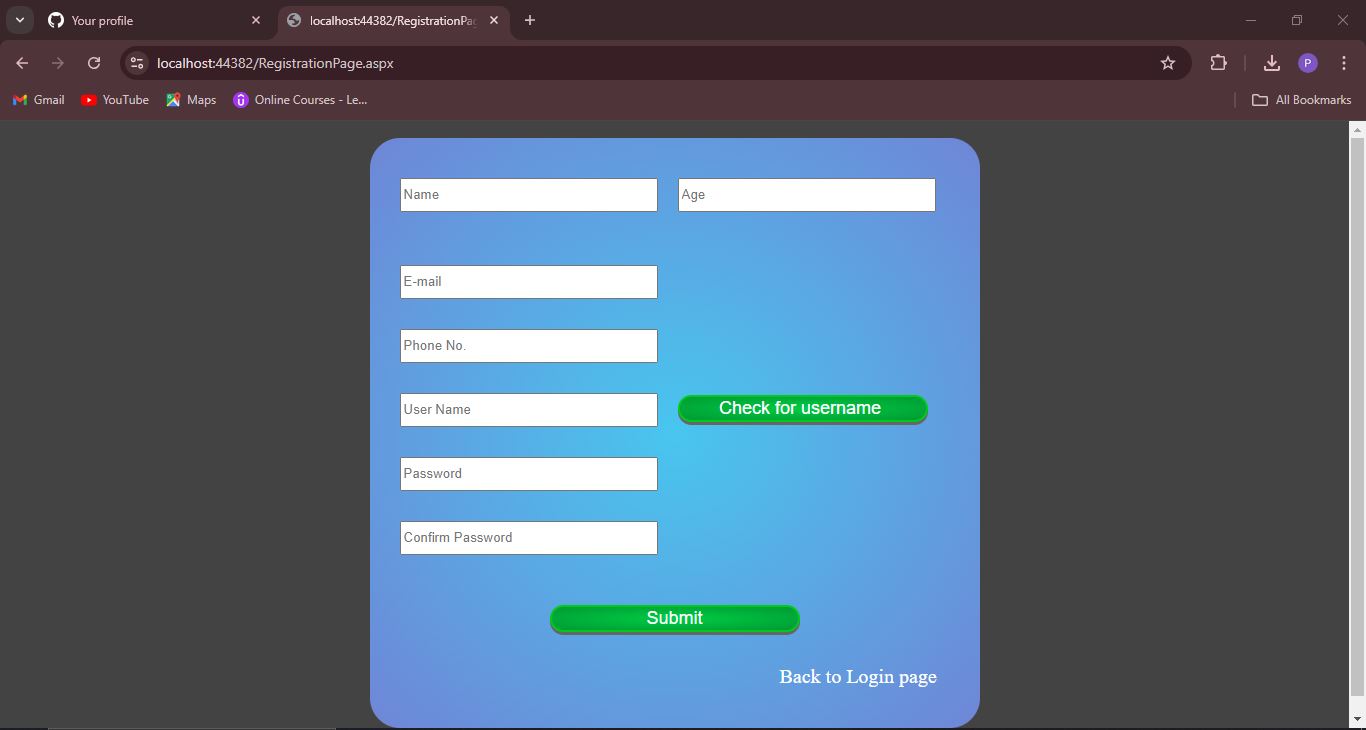 Your profile
localhost:44382/RegistrationPag
localhost:44382/RegistrationPage.aspx
P
Gmail
YouTube
Maps
Online Courses - Le...
All Bookmarks
Name
Age
E-mail
Phone No.
User Name
Check for username
Password
Confirm Password
Submit
Back to Login page